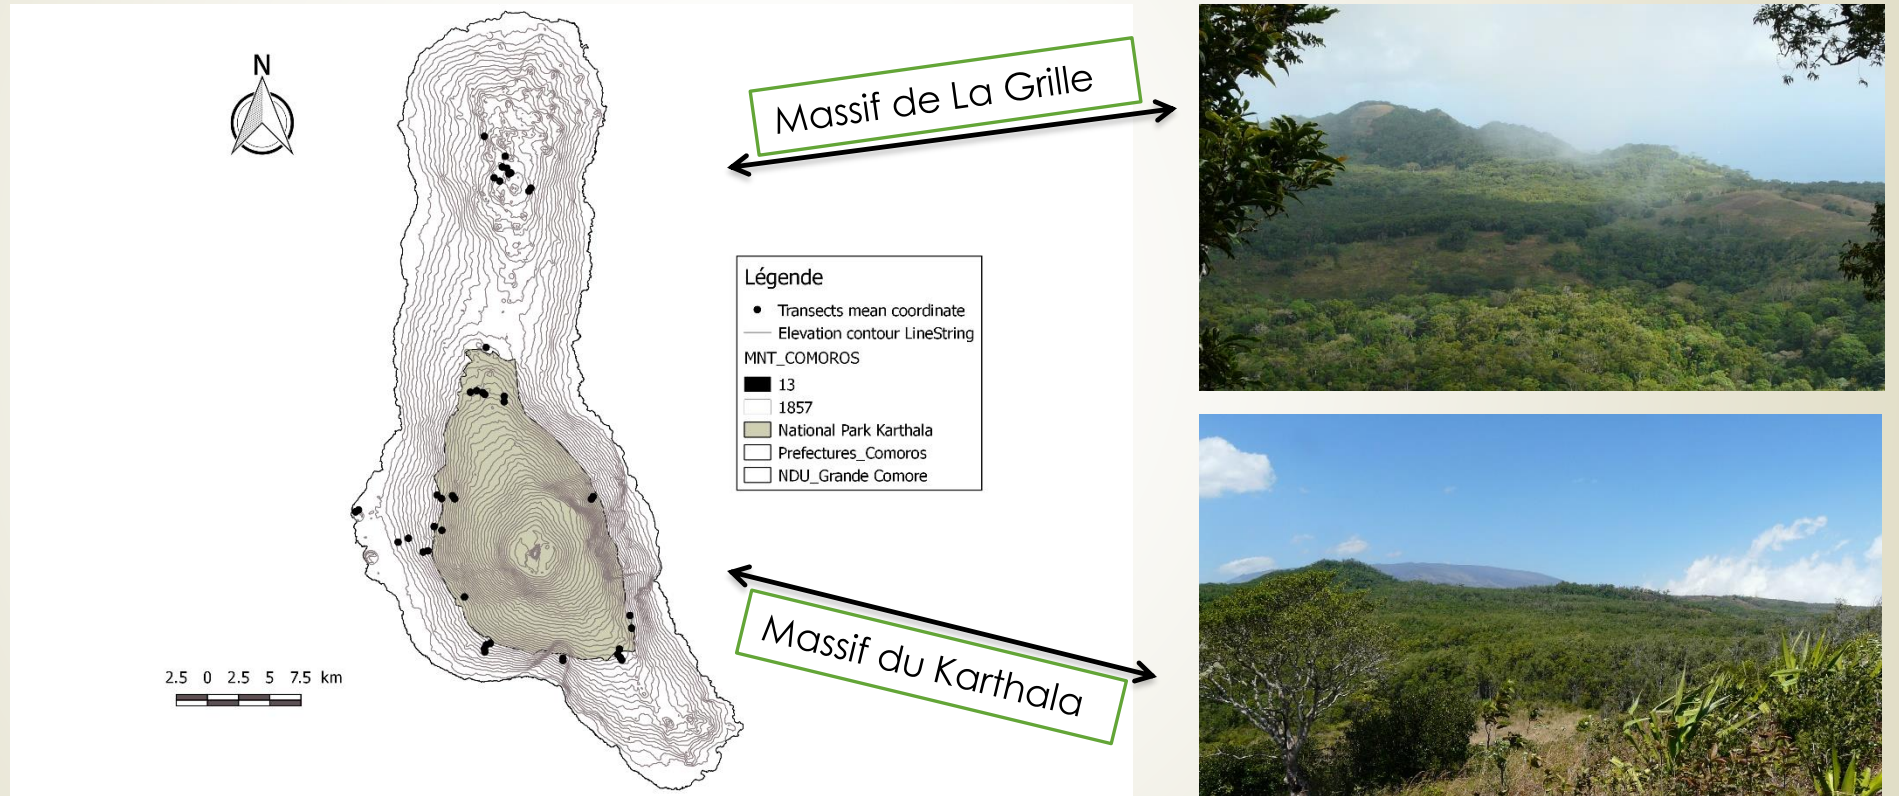 N
Massif de La Grille
Légende
Transects mean coordinate
Elevation contour LineString
MNT_COMOROS
13
1857
National Park Karthala
Prefectures_Comoros
NDU_Grande Comore
Massif du Karthala
2.5 0 2.5 5 7.5 km